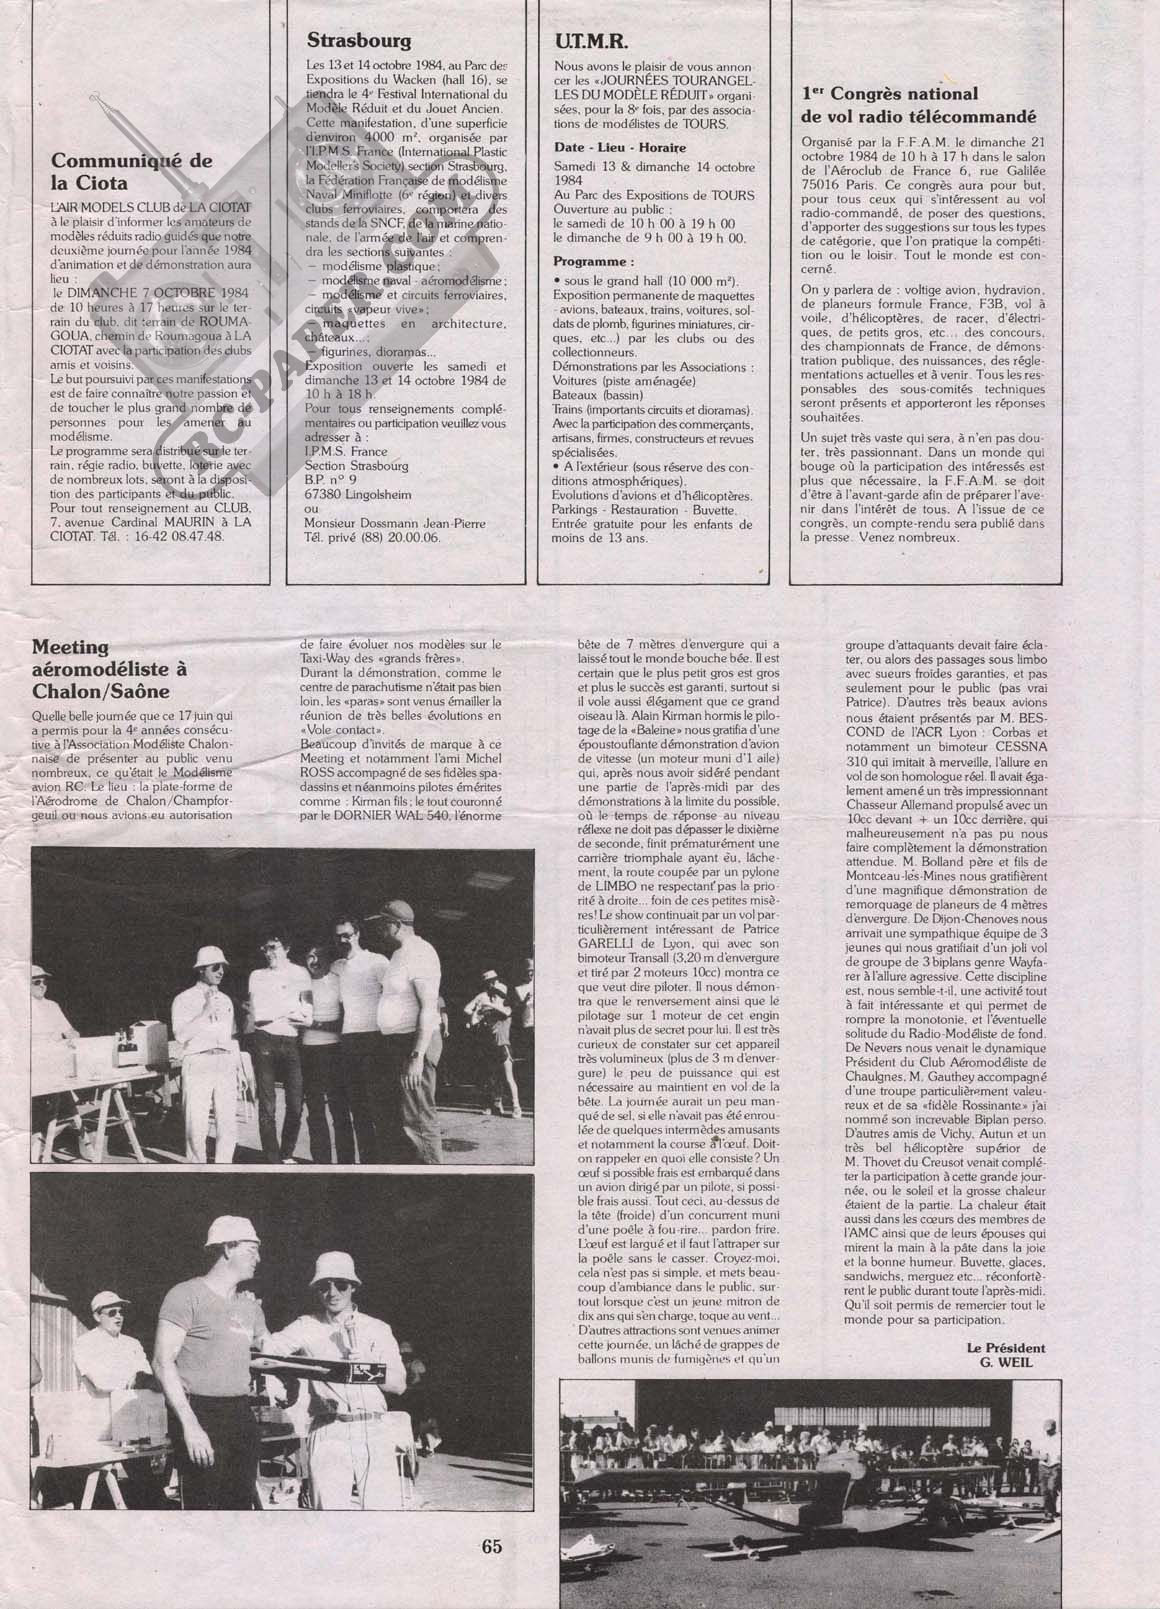 Communiqué de
la Ciota
L'AIR MODELS CLUB de LA CIOTAT
à le plaisir d'informer les amateurs de
modèles réduits radio guidés que notre
deuxième journée pour l'année 1984
d'animation et de démonstration aura
lieu :
le DIMANCHE 7 OCTOBRE 1984
de 10 heures à 17 heures sur le ter-
rain du club, dit terrain de ROUMA-
GOUA, chemin de Roumagoua à LA
CIOTAT avec la participation des clubs
amis et voisins.
Le but poursuivi par ces manifestations
est de faire connaître notre passion et
de toucher le plus grand nombre de
personnes pour les amener au
modélisme.
Le programme sera distribué sur le ter-
rain, régie radio, buvette, loterie avec
de nombreux lots, seront à la disposi-
tion des participants et du public.
Pour tout renseignement au CLUB,
7, avenue Cardinal MAURIN à LA
CIOTAT. Tél. : 16-42 08.47.48.
Strasbourg
Les 13 et 14 octobre 1984, au Parc des
Expositions du Wacken (hall 16), se
tiendra le 4e Festival International du
Modèle Réduit et du Jouet Ancien.
Cette manifestation, d'une superficie
d'environ 4000 m², organisée par
l'I.P.M.S. France (International Plastic
Modeller's Society) section Strasbourg,
la Fédération Française de modélisme
Naval Miniflotte (6e région) et divers
clubs ferroviaires, comportera des
stands de la SNCF, de la marine natio-
nale, de l'armée de l'air et compren-
dra les sections suivantes :
— modélisme plastique ;
— modélisme naval - aéromodélisme ;
— modélisme et circuits ferroviaires,
circuits «vapeur vive» ;
— maquettes en architecture,
châteaux... ;
— figurines, dioramas...
Exposition ouverte les samedi et
dimanche 13 et 14 octobre 1984 de
10 h à 18 h.
Pour tous renseignements complé-
mentaires ou participation veuillez vous
adresser à :
I.P.M.S. France
Section Strasbourg
B.P. n° 9
67380 Lingolsheim
ou
Monsieur Dossmann Jean-Pierre
Tél. privé (88) 20.00.06.
U.T.M.R.
Nous avons le plaisir de vous annon
cer les «JOURNÉES TOURANGEL-
LES DU MODÈLE RÉDUIT» organi-
sées, pour la 8e fois, par des associa-
tions de modélistes de TOURS.
Date - Lieu - Horaire
Samedi 13 & dimanche 14 octobre
1984
Au Parc des Expositions de TOURS
Ouverture au public :
le samedi de 10 h 00 à 19 h 00
le dimanche de 9 h 00 à 19 h 00.
Programme :
• sous le grand hall (10 000 m²).
Exposition permanente de maquettes
- avions, bateaux, trains, voitures, sol-
dats de plomb, figurines miniatures, cir-
ques, etc...) par les clubs ou des
collectionneurs.
Démonstrations par les Associations :
Voitures (piste aménagée)
Bateaux (bassin)
Trains (importants circuits et dioramas).
Avec la participation des commerçants,
artisans, firmes, constructeurs et revues
spécialisées.
• A l'extérieur (sous réserve des con-
ditions atmosphériques).
Evolutions d'avions et d'hélicoptères.
Parkings - Restauration - Buvette.
Entrée gratuite pour les enfants de
moins de 13 ans.
1er Congrès national
de vol radio télécommandé
Organisé par la F.F.A.M. le dimanche 21
octobre 1984 de 10 h à 17 h dans le salon
de l'Aéroclub de France 6, rue Galilée
75016 Paris. Ce congrès aura pour but,
pour tous ceux qui s'intéressent au vol
radio-commandé, de poser des questions,
d'apporter des suggestions sur tous les types
de catégorie, que l'on pratique la compéti-
tion ou le loisir. Tout le monde est con-
cerné.
On y parlera de : voltige avion, hydravion,
de planeurs formule France, F3B, vol à
voile, d'hélicoptères, de racer, d'électri-
ques, de petits gros, etc... des concours,
des championnats de France, de démons-
tration publique, des nuisances, des régle-
mentations actuelles et à venir. Tous les res-
ponsables des sous-comités techniques
seront présents et apporteront les réponses
souhaitées.
Un sujet très vaste qui sera, à n'en pas dou-
ter, très passionnant. Dans un monde qui
bouge où la participation des intéressés est
plus que nécessaire, la F.F.A.M. se doit
d'être à l'avant-garde afin de préparer l'ave-
nir dans l'intérêt de tous. A l'issue de ce
congrès, un compte-rendu sera publié dans
la presse. Venez nombreux.
RC-PAPER.COM
Meeting
aéromodéliste à
Chalon/Saône
Quelle belle journée que ce 17 juin qui
a permis pour la 4e années consécu-
tive à l'Association Modéliste Chalon-
naise de présenter au public venu
nombreux, ce qu'était le Modélisme
avion RC. Le lieu : la plate-forme de
l'Aérodrome de Chalon/Champfor-
geuil ou nous avions eu autorisation
de faire évoluer nos modèles sur le
Taxi-Way des «grands frères».
Durant la démonstration, comme le
centre de parachutisme n'était pas bien
loin, les «paras» sont venus émailler la
réunion de très belles évolutions en
«Vole contact».
Beaucoup d'invités de marque à ce
Meeting et notamment l'ami Michel
ROSS accompagné de ses fidèles spa-
dassins et néanmoins pilotes émérites
comme : Kirman fils ; le tout couronné
par le DORNIER WAL 540, l'énorme
bête de 7 mètres d'envergure qui a
laissé tout le monde bouche bée. Il est
certain que le plus petit gros est gros
et plus le succès est garanti, surtout si
il vole aussi élégament que ce grand
oiseau là. Alain Kirman hormis le pilo-
tage de la «Baleine» nous gratifia d'une
époustouflante démonstration d'avion
de vitesse (un moteur muni d'1 aile)
qui, après nous avoir sidéré pendant
une partie de l'après-midi par des
démonstrations à la limite du possible,
où le temps de réponse au niveau
réflexe ne doit pas dépasser le dixième
de seconde, finit prématurément une
carrière triomphale ayant eu, lâche-
ment, la route coupée par un pylone
de LIMBO ne respectant pas la prio-
rité à droite... foin de ces petites misè-
res ! Le show continuait par un vol par-
ticulièrement intéressant de Patrice
GARELLI de Lyon, qui avec son
bimoteur Transall (3,20 m d'envergure
et tiré par 2 moteurs 10cc) montra ce
que veut dire piloter. Il nous démon-
tra que le renversement ainsi que le
pilotage sur 1 moteur de cet engin
n'avait plus de secret pour lui. Il est très
curieux de constater sur cet appareil
très volumineux (plus de 3 m d'enver-
gure) le peu de puissance qui est
nécessaire au maintient en vol de la
bête. La journée aurait un peu man-
qué de sel, si elle n'avait pas été enrou-
lée de quelques intermèdes amusants
et notamment la course à l'œuf. Doit-
on rappeler en quoi elle consiste ? Un
œuf si possible frais est embarqué dans
un avion dirigé par un pilote, si possi-
ble frais aussi. Tout ceci, au-dessus de
la tête (froide) d'un concurrent muni
d'une poêle à fou-rire... pardon frire.
L'œuf est largué et il faut l'attraper sur
la poêle sans le casser. Croyez-moi,
cela n'est pas si simple, et mets beau-
coup d'ambiance dans le public, sur-
tout lorsque c'est un jeune mitron de
dix ans qui s'en charge, toque au vent...
D'autres attractions sont venues animer
cette journée, un lâché de grappes de
ballons munis de fumigènes et qu'un
groupe d'attaquants devait faire écla-
ter, ou alors des passages sous limbo
avec sueurs froides garanties, et pas
seulement pour le public (pas vrai
Patrice). D'autres très beaux avions
nous étaient présentés par M. BES-
COND de l'ACR Lyon : Corbas et
notamment un bimoteur CESSNA
310 qui imitait à merveille, l'allure en
vol de son homologue réel. Il avait éga-
lement amené un très impressionnant
Chasseur Allemand propulsé avec un
10cc devant + un 10cc derrière, qui
malheureusement n'a pas pu nous
faire complètement la démonstration
attendue. M. Bolland père et fils de
Montceau-les-Mines nous gratifièrent
d'une magnifique démonstration de
remorquage de planeurs de 4 mètres
d'envergure. De Dijon-Chenoves nous
arrivait une sympathique équipe de 3
jeunes qui nous gratifiait d'un joli vol
de groupe de 3 biplans genre Wayfa-
rer à l'allure agressive. Cette discipline
est, nous semble-t-il, une activité tout
à fait intéressante et qui permet de
rompre la monotonie, et l'éventuelle
solitude du Radio-Modéliste de fond.
De Nevers nous venait le dynamique
Président du Club Aéromodéliste de
Chaulgnes, M. Gauthey accompagné
d'une troupe particulièrement valeu-
reux et de sa «fidèle Rossinante» j'ai
nommé son increvable Biplan perso.
D'autres amis de Vichy, Autun et un
très bel hélicoptère supérior de
M. Thovet du Creusot venait complé-
ter la participation à cette grande jour-
née, ou le soleil et la grosse chaleur
étaient de la partie. La chaleur était
aussi dans les cœurs des membres de
l'AMC ainsi que de leurs épouses qui
mirent la main à la pâte dans la joie
et la bonne humeur. Buvette, glaces,
sandwichs, merguez etc... réconfortè-
rent le public durant toute l'après-midi.
Qu'il soit permis de remercier tout le
monde pour sa participation.
Le Président
G. WEIL
65